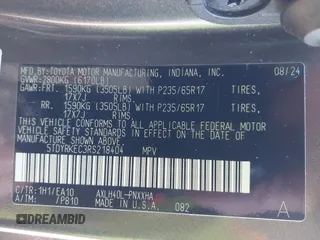 MFD. BY: TOYOTA MOTOR MANUFACTURING, INDIANA, INC. 08/24
GVWR: 2800KG (6170LB)
GAWR: FRT. 1590KG (3505LB) WITH P235/65R17 TIRES,
17X7J RIMS,
RR. 1590KG (3505LB) WITH P235/65R17 TIRES,
17X7J RIMS,
THIS VEHICLE CONFORMS TO ALL APPLICABLE
FEDERAL MOTOR VEHICLE SAFETY
STANDARDS IN EFFECT ON THE DATE OF
MANUFACTURE SHOWN ABOVE.
5TDYRKEC3RS218404 MPV
C/TR: 1H1/EA10 AXLH40L-PNXXHA
A/TM: /P810 MADE IN U.S.A. 082
© AUTOBIDMASTER